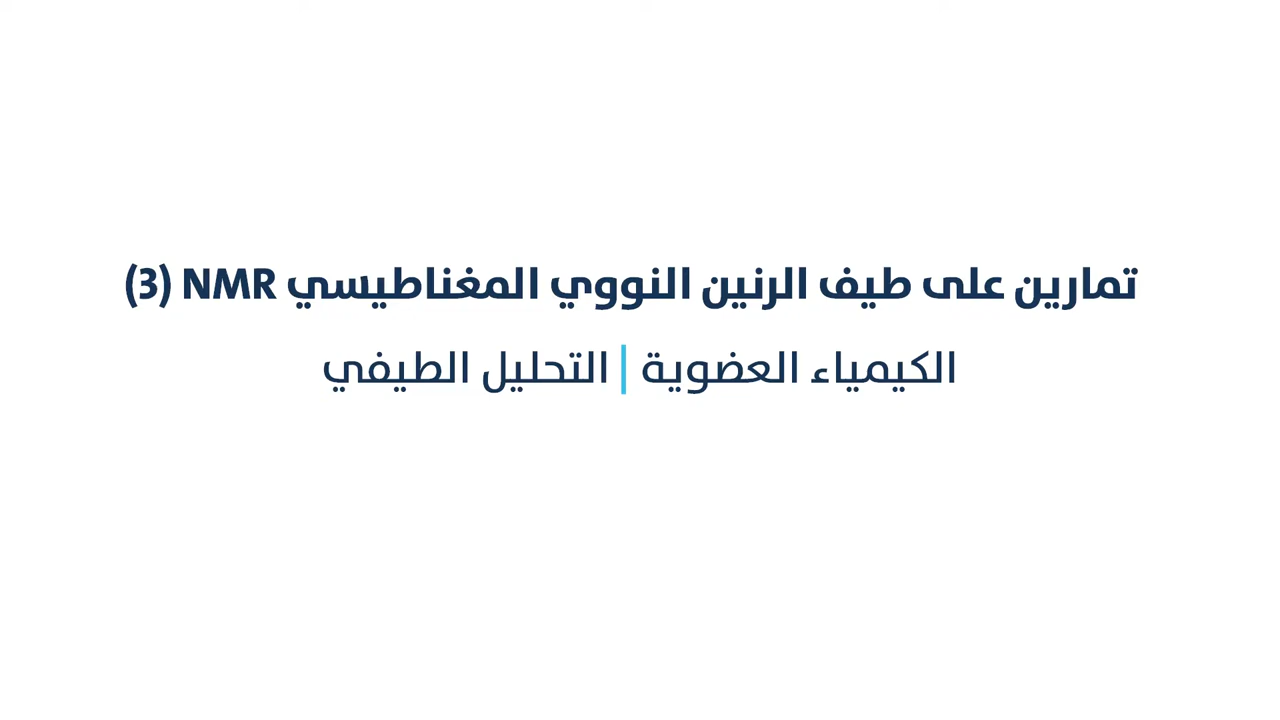 تمارين على طيف الرنين النووي المغناطيسي NMR (3)
الكيمياء العضوية | التحليل الطيفي